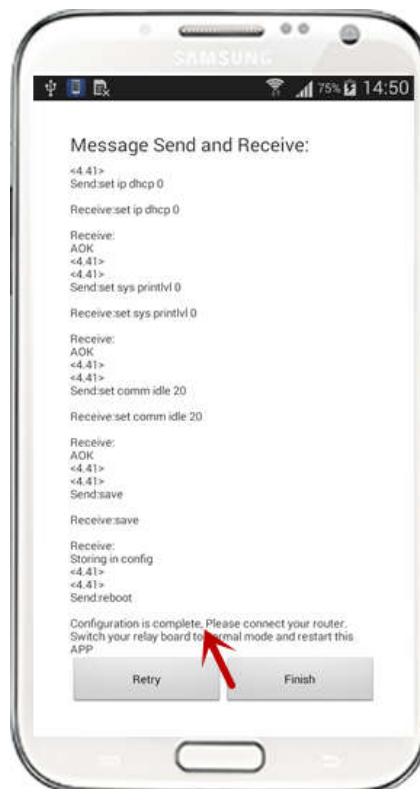 SAMSUNG
75% 14:50
Message Send and Receive:
<4.41>
Send:set ip dhcp 0
Receive:set ip dhcp 0
Receive:
AOK
<4.41>
<4.41>
Send:set sys printlvl 0
Receive:set sys printlvl 0
Receive:
AOK
<4.41>
<4.41>
Send:set comm idle 20
Receive:set comm idle 20
Receive:
AOK
<4.41>
<4.41>
Send:save
Receive:save
Receive:
Storing in config
<4.41>
<4.41>
Send:reboot
Configuration is complete, Please connect your router.
Switch your relay board to normal mode and restart this
APP
Retry Finish